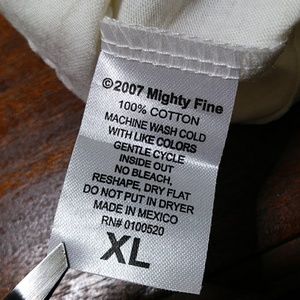 ©2007 Mighty Fine
100% COTTON
MACHINE WASH COLD
WITH LIKE COLORS
GENTLE CYCLE
INSIDE OUT
NO BLEACH,
RESHAPE, DRY FLAT
DO NOT PUT IN DRYER
MADE IN MEXICO
RN# 0100520
XL